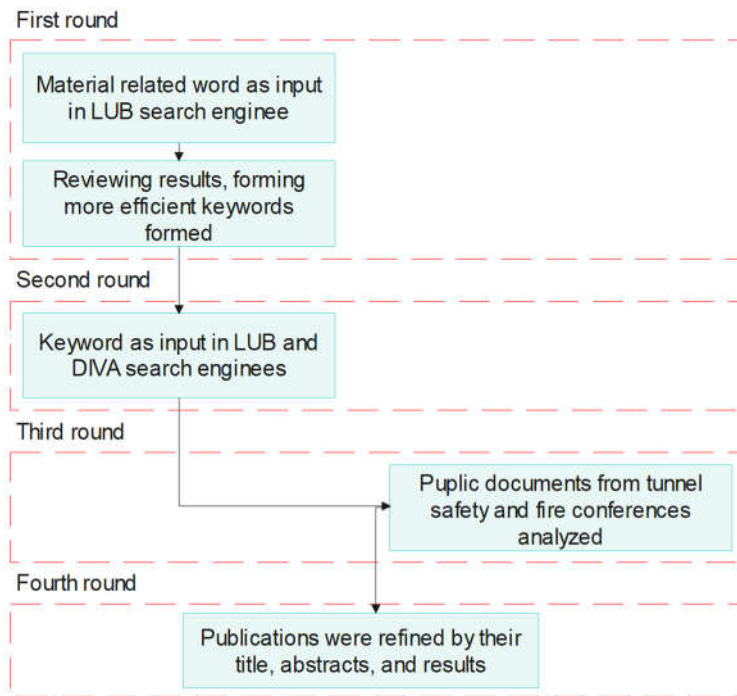 First round
Material related word as input
in LUB search enginee
Reviewing results, forming
more efficient keywords
formed
Second round
Keyword as input in LUB and
DIVA search enginees
Third round
Puplic documents from tunnel
safety and fire conferences
analyzed
Fourth round
Publications were refined by their
title, abstracts, and results